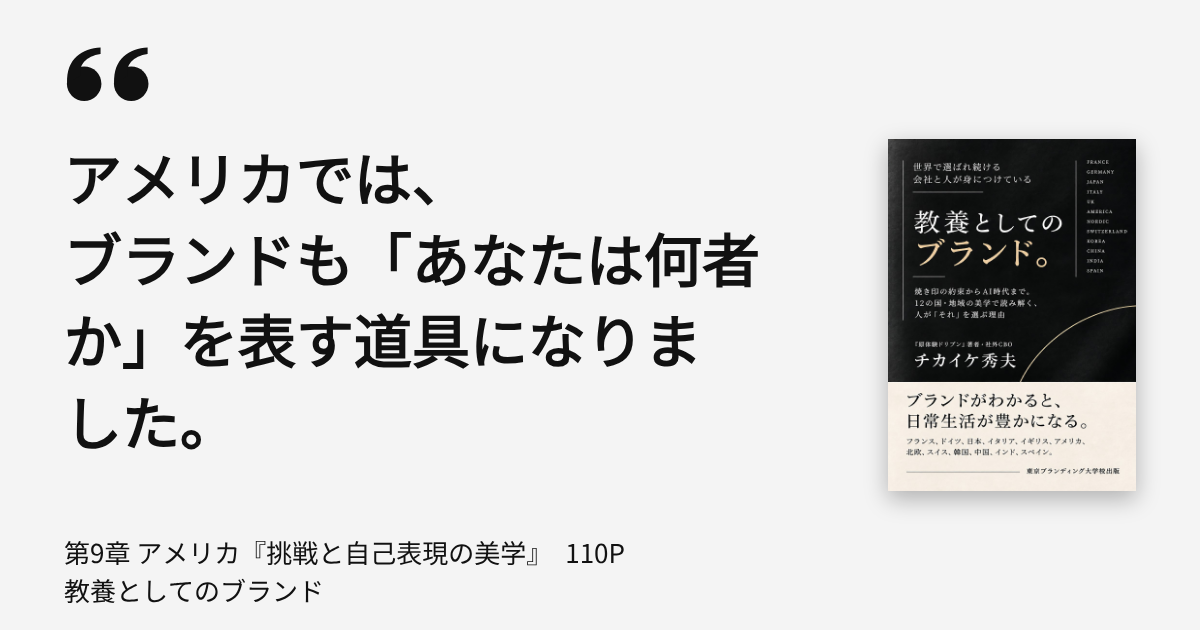 “
アメリカでは、
ブランドも「あなたは何者
か」を表す道具になりま
した。
第9章 アメリカ『挑戦と自己表現の美学』 110P
教養としてのブランド
世界で選ばれ続ける
会社と人が身につけている
教養としての
ブランド。
焼き印の約束からAI時代まで。
12の国・地域の美学で読み解く、
人が「それ」を選ぶ理由
『原体験ドリブン』著者・社外CBO
チカイケ秀夫
FRANCE
GERMANY
JAPAN
ITALY
UK
AMERICA
NORDIC
SWITZERLAND
KOREA
CHINA
INDIA
SPAIN
ブランドがわかると、
日常生活が豊かになる。
フランス、ドイツ、日本、イタリア、イギリス、アメリカ、
北欧、スイス、韓国、中国、インド、スペイン。
東京ブランディング大学校出版